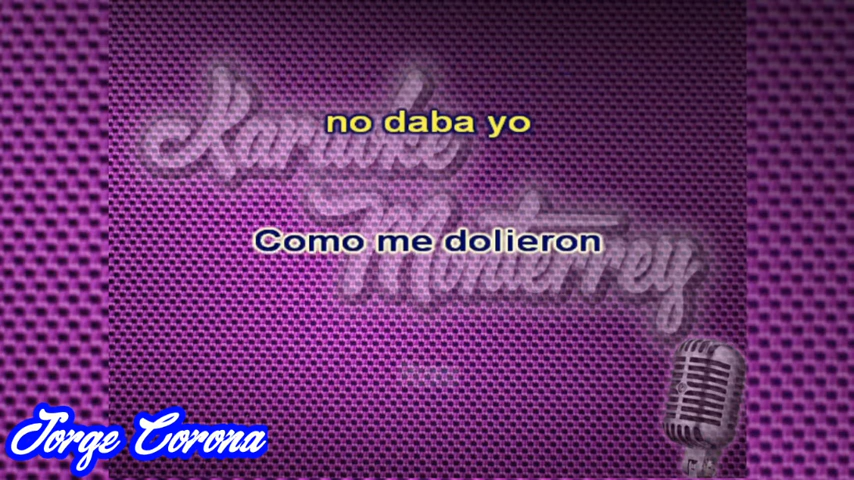 Karaoke
no daba yo
Monterrey
Como me dolieron
Jorge Corona